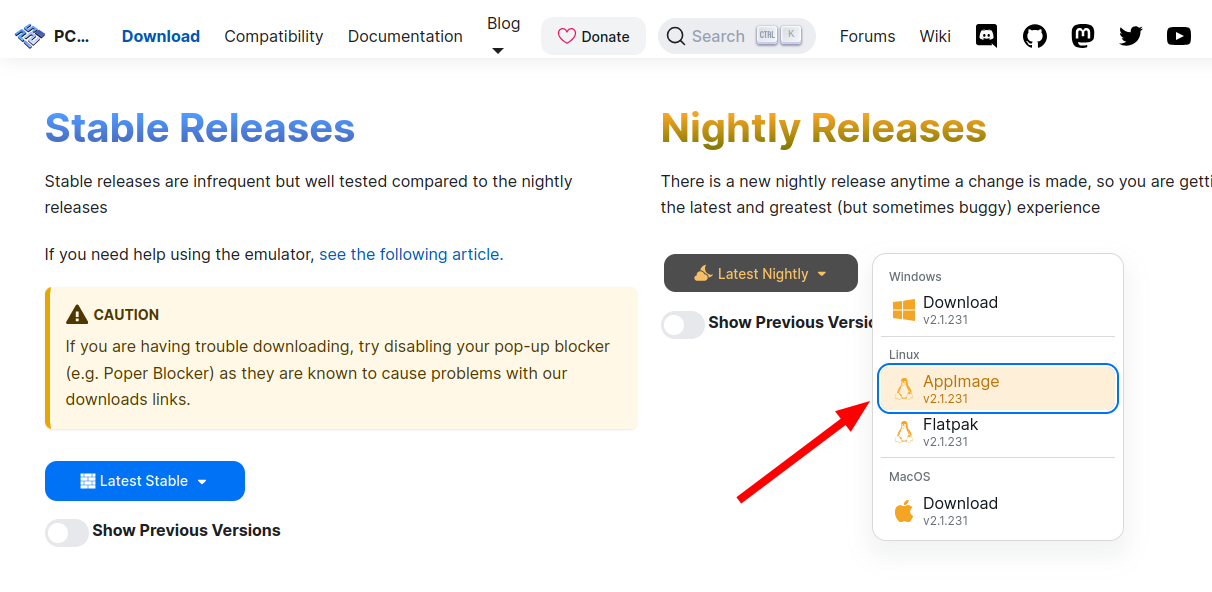 PC...
Download
Compatibility
Documentation
Blog
Donate
Search
CTRL K
Forums
Wiki
Stable Releases
Stable releases are infrequent but well tested compared to the nightly
releases
If you need help using the emulator, see the following article.
CAUTION
If you are having trouble downloading, try disabling your pop-up blocker
(e.g. Poper Blocker) as they are known to cause problems with our
downloads links.
Latest Stable
Show Previous Versions
Nightly Releases
There is a new nightly release anytime a change is made, so you are getti
the latest and greatest (but sometimes buggy) experience
Latest Nightly
Show Previous Versio
Windows
Download
v2.1.231
Linux
AppImage
v2.1.231
Flatpak
v2.1.231
MacOS
Download
v2.1.231